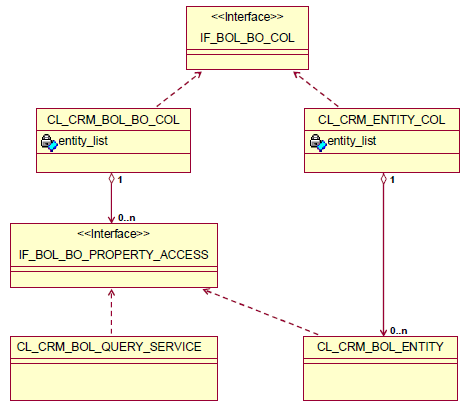 <<Interface>>
IF_BOL_BO_COL
CL_CRM_BOL_BO_COL
entity_list
CL_CRM_ENTITY_COL
entity_list
1
1
0..n
<<Interface>>
IF_BOL_BO_PROPERTY_ACCESS
0..n
CL_CRM_BOL_QUERY_SERVICE
CL_CRM_BOL_ENTITY